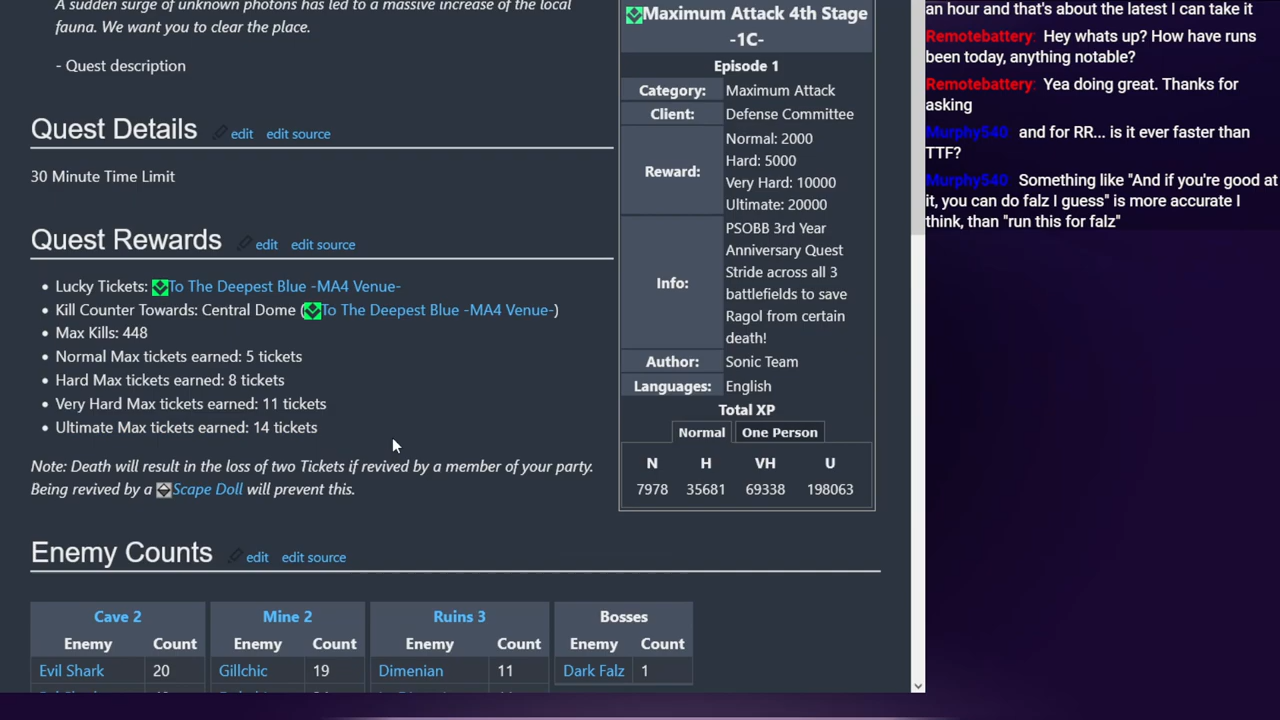 A sudden surge of unknown photons has led to a massive increase of the local
fauna. We want you to clear the place.
- Quest description
Quest Details edit edit source
30 Minute Time Limit
Quest Rewards edit edit source
• Lucky Tickets: To The Deepest Blue -MA4 Venue-
• Kill Counter Towards: Central Dome (To The Deepest Blue -MA4 Venue-)
• Max Kills: 448
• Normal Max tickets earned: 5 tickets
• Hard Max tickets earned: 8 tickets
• Very Hard Max tickets earned: 11 tickets
• Ultimate Max tickets earned: 14 tickets
Note: Death will result in the loss of two Tickets if revived by a member of your party.
Being revived by a Scape Doll will prevent this.
Maximum Attack 4th Stage
-1C-
Episode 1
Category: Maximum Attack
Client: Defense Committee
Reward:
Normal: 2000
Hard: 5000
Very Hard: 10000
Ultimate: 20000
Info:
PSOBB 3rd Year
Anniversary Quest
Stride across all 3
battlefields to save
Ragol from certain
death!
Author: Sonic Team
Languages: English
Total XP
Normal One Person
N H VH U
7978 35681 69338 198063
Enemy Counts edit edit source
Cave 2 Mine 2 Ruins 3 Bosses
Enemy Count Enemy Count Enemy Count Enemy Count
Evil Shark 20 Gillchic 19 Dimenian 11 Dark Falz 1
an hour and that's about the latest I can take it
Remotebattery: Hey whats up? How have runs
been today, anything notable?
Remotebattery: Yea doing great. Thanks for
asking
Murphy540: and for RR... is it ever faster than
TTF?
Murphy540: Something like "And if you're good at
it, you can do falz I guess" is more accurate I
think, than "run this for falz"